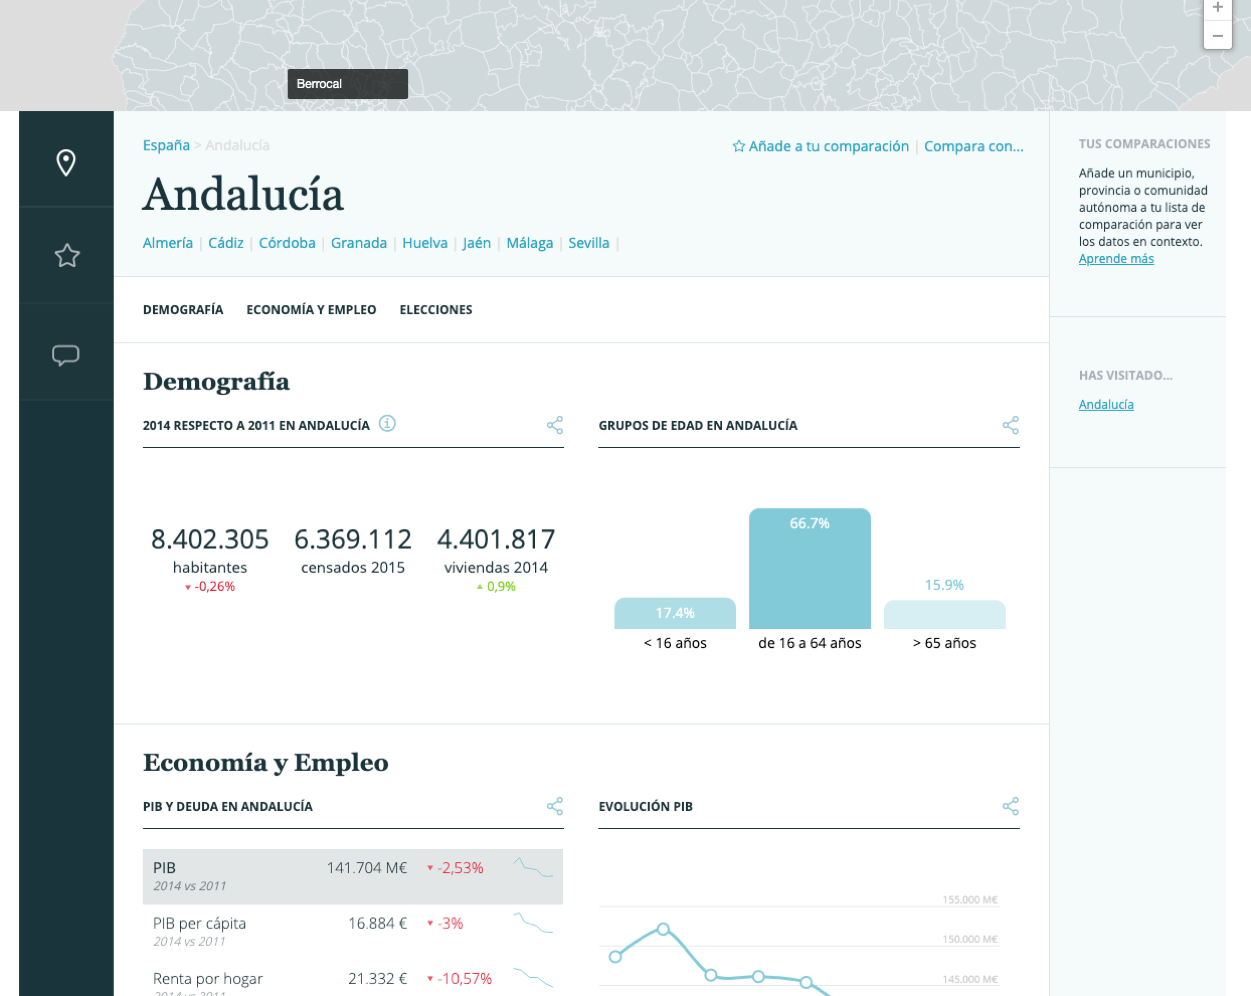 +
−
Berrocal
España > Andalucía
Añade a tu comparación | Compara con...
Andalucía
Almería | Cádiz | Córdoba | Granada | Huelva | Jaén | Málaga | Sevilla |
TUS COMPARACIONES
Añade un municipio,
provincia o comunidad
autónoma a tu lista de
comparación para ver
los datos en contexto.
Aprende más
HAS VISITADO...
Andalucía
DEMOGRAFÍA ECONOMÍA Y EMPLEO ELECCIONES
Demografía
2014 RESPECTO A 2011 EN ANDALUCÍA
8.402.305 6.369.112 4.401.817
habitantes censados 2015 viviendas 2014
-0,26% 0,9%
GRUPOS DE EDAD EN ANDALUCÍA
66.7%
15.9%
17.4%
< 16 años de 16 a 64 años > 65 años
Economía y Empleo
PIB Y DEUDA EN ANDALUCÍA
PIB 141.704 M€ -2,53%
2014 vs 2011
PIB per cápita 16.884 € -3%
2014 vs 2011
Renta por hogar 21.332 € -10,57%
2014 vs 2011
EVOLUCIÓN PIB
155.000 M€
150.000 M€
145.000 M€